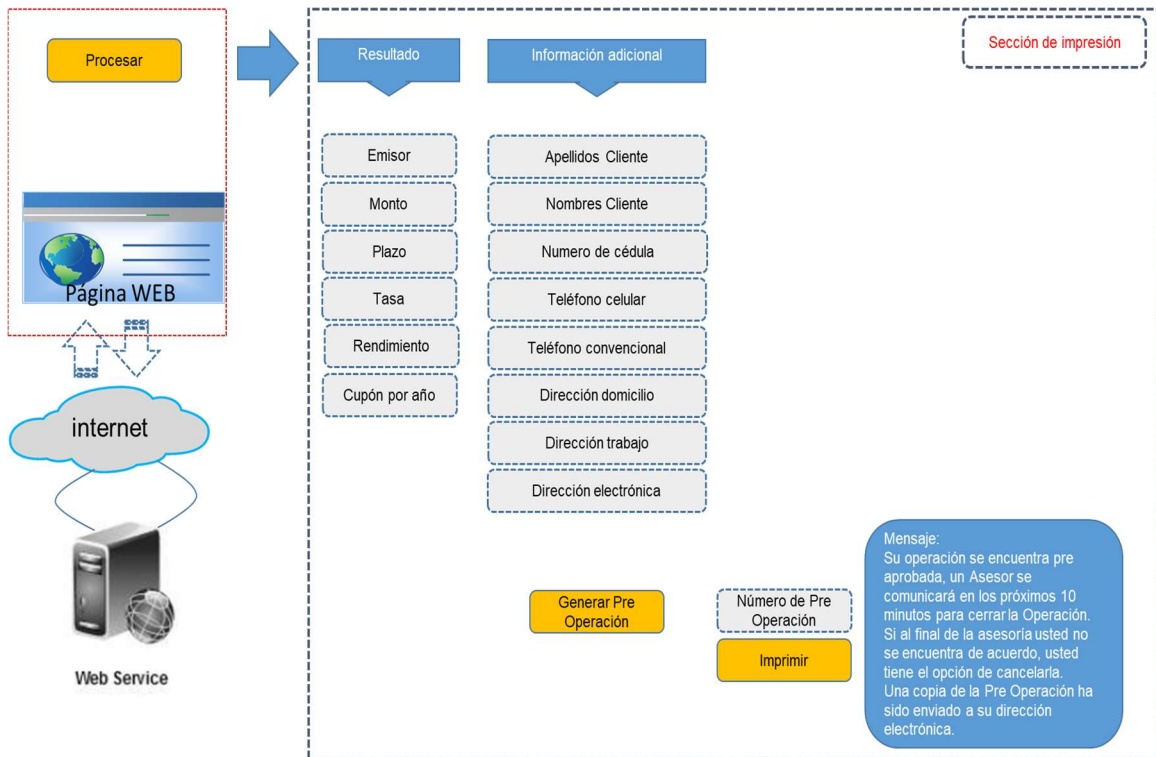 Procesar
Página WEB
internet
Web Service
Resultado
Emisor
Monto
Plazo
Tasa
Rendimiento
Cupón por año
Información adicional
Apellidos Cliente
Nombres Cliente
Numero de cédula
Teléfono celular
Teléfono convencional
Dirección domicilio
Dirección trabajo
Dirección electrónica
Sección de impresión
Generar Pre
Operación
Número de Pre
Operación
Imprimir
Mensaje:
Su operación se encuentra pre
aprobada, un Asesor se
comunicará en los próximos 10
minutos para cerrar la Operación.
Si al final de la asesoría usted no
se encuentra de acuerdo, usted
tiene el opción de cancelarla.
Una copia de la Pre Operación ha
sido enviado a su dirección
electrónica.